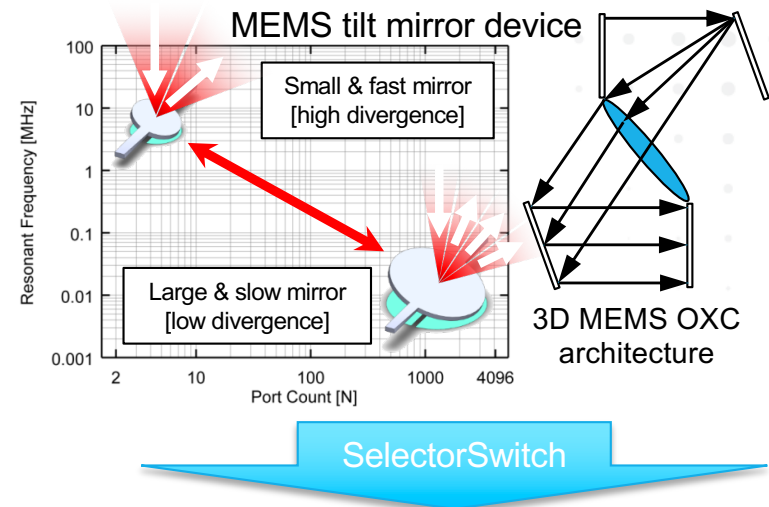 MEMS tilt mirror device
100
10
1
0.1
0.01
0.001
Resonant Frequency [MHz]
Small & fast mirror
[high divergence]
Large & slow mirror
[low divergence]
2
10
100
1000
4096
Port Count [N]
3D MEMS OXC
architecture
SelectorSwitch